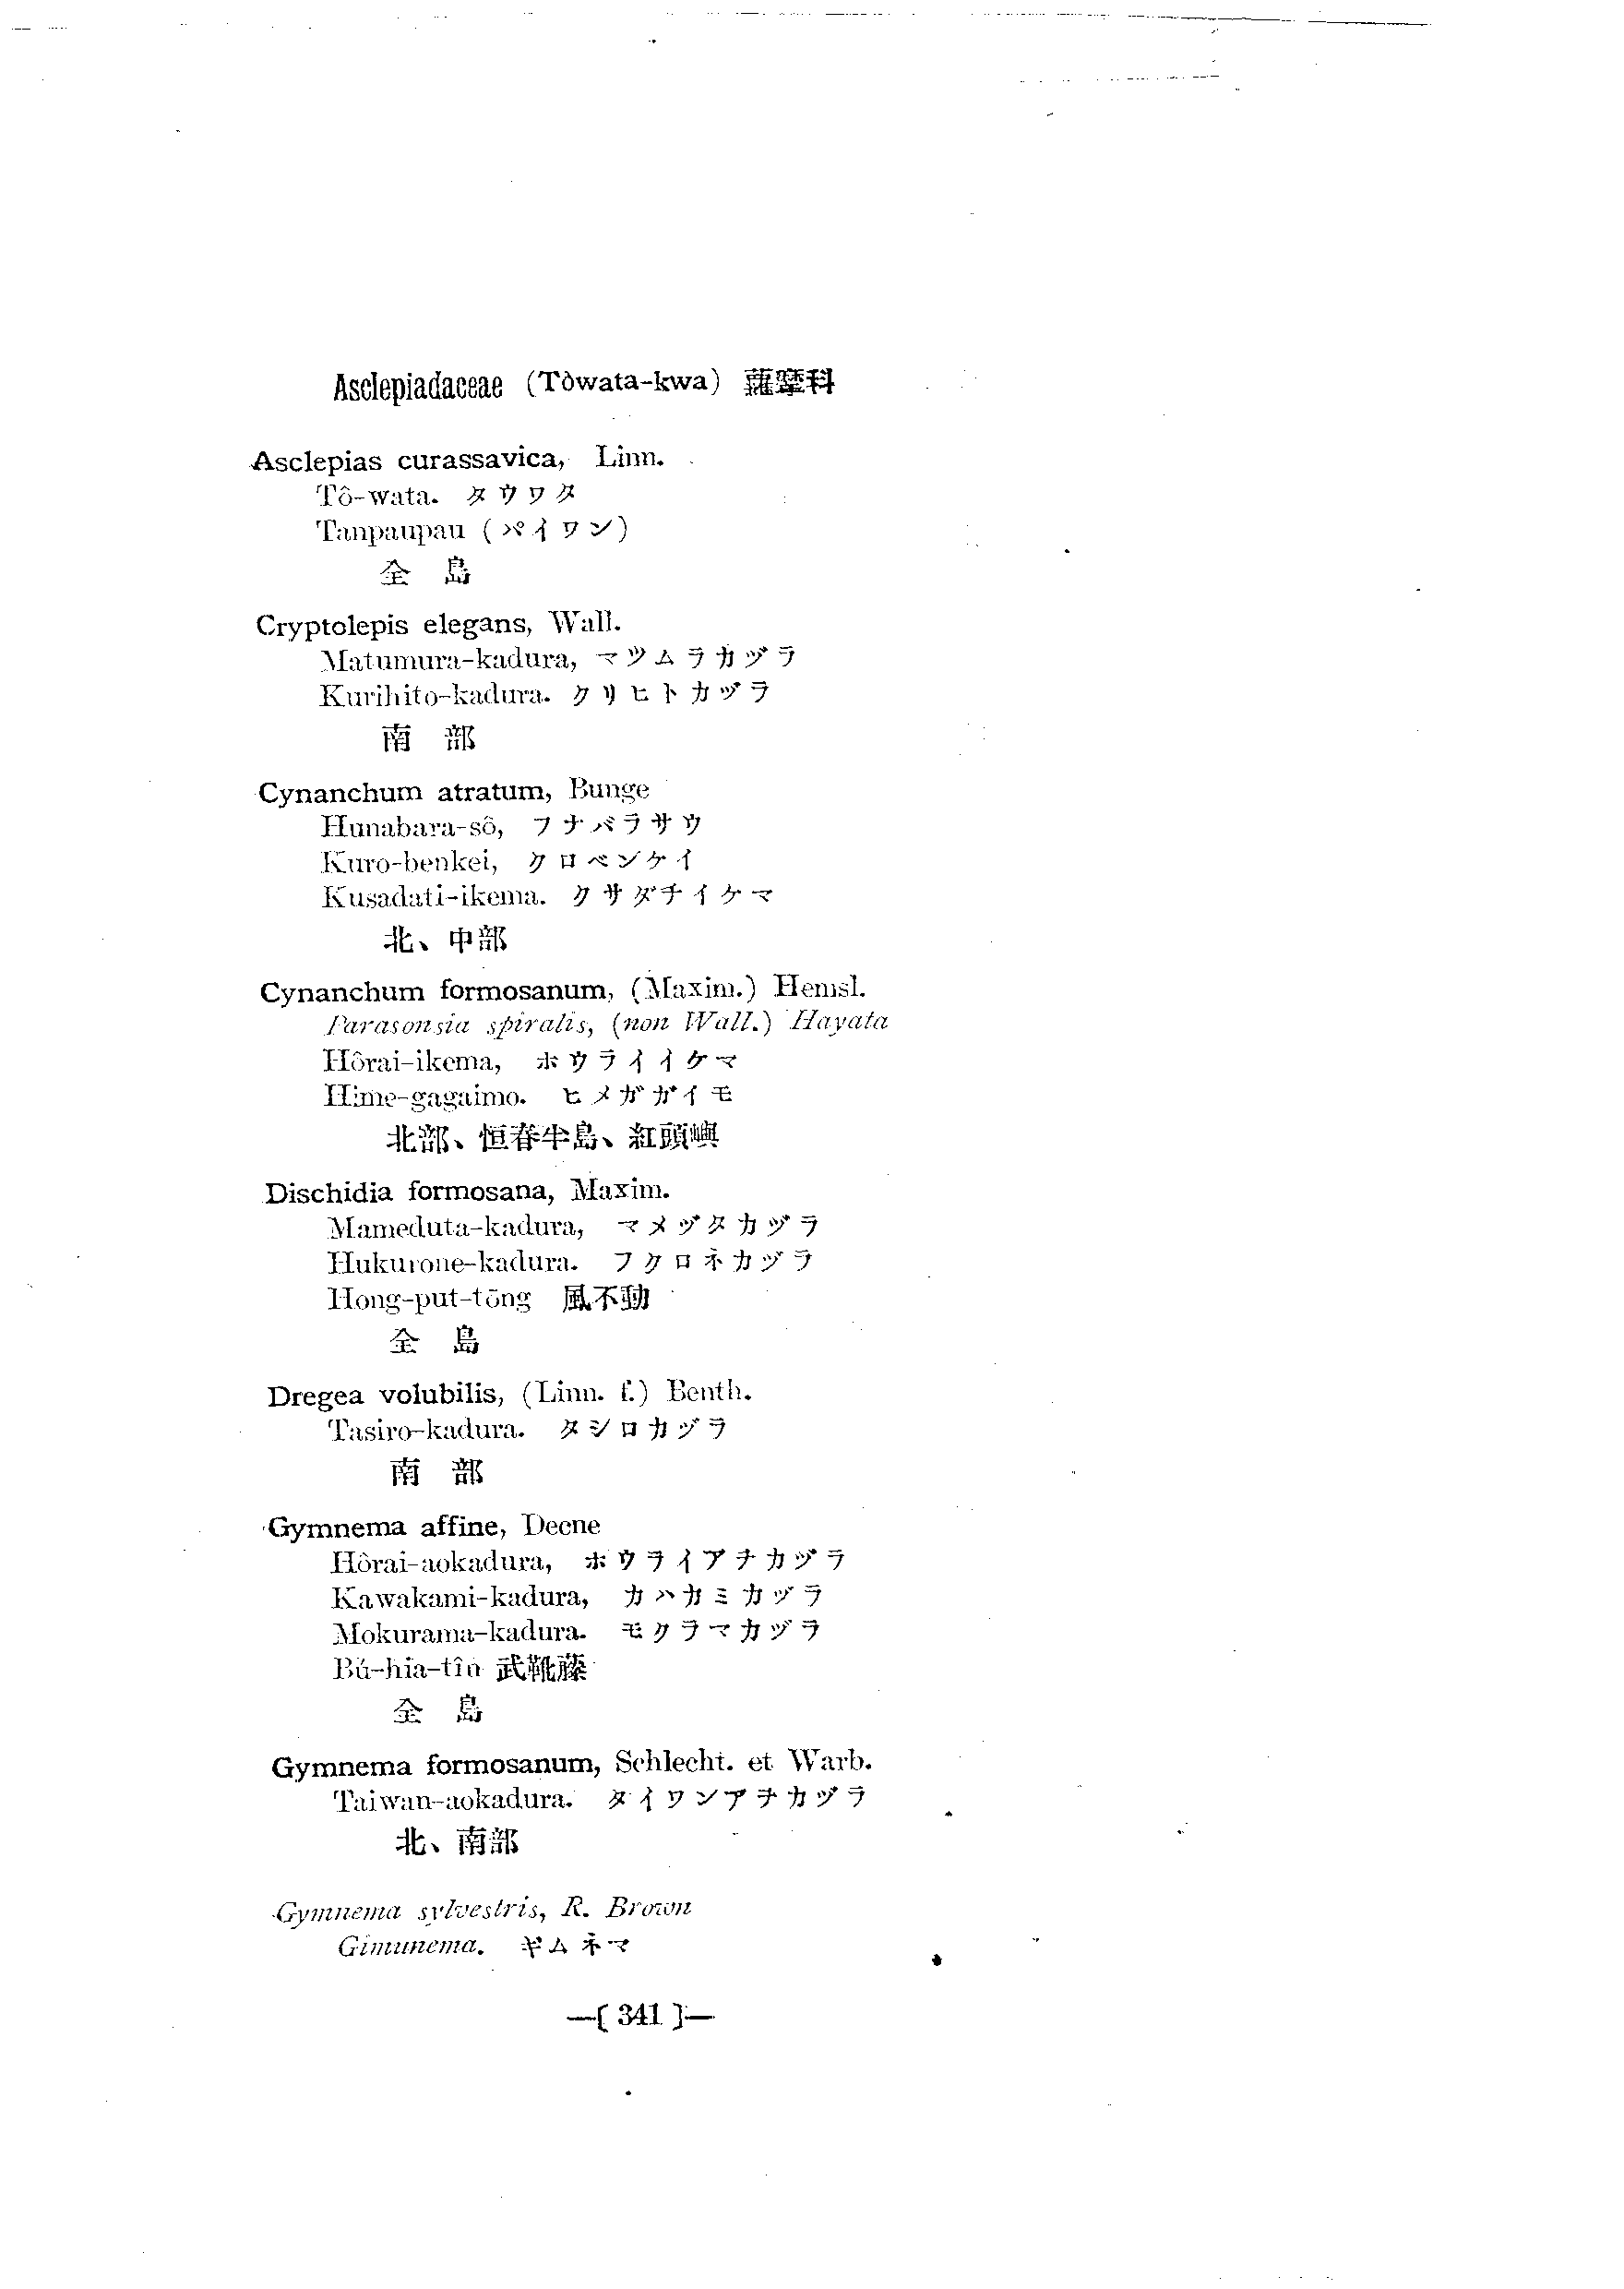 Asclepiadaceae (Tôwata-kwa) 蘿藦科
Asclepias curassavica, Linn.
Tô-wata. タウワタ
Tanpaupau (パイワン)
全島
Cryptolepis elegans, Wall.
Matumura-kadura, マツムラカヅラ
Kurihito-kadura. クリヒトカヅラ
南部
Cynanchum atratum, Bunge
Hunabara-sô, フナバラサウ
Kuro-benkei, クロベンケイ
Kusadati-ikema. クサダチイケマ
北、中部
Cynanchum formosanum, (Maxim.) Hemsl.
Parasonsia spiralis, (non Wall.) Hayata
Hôrai-ikema, ホウライイケマ
Hime-gagaimo. ヒメガガイモ
北部、恒春半島、紅頭嶼
Dischidia formosana, Maxim.
Mameduta-kadura, マメヅタカヅラ
Hukurone-kadura. フクロネカヅラ
Hong-put-tōng 風不動
全島
Dregea volubilis, (Linn. f.) Benth.
Tasiro-kadura. タシロカヅラ
南部
Gymnema affine, Decne
Hôrai-aokadura, ホウライアヲカヅラ
Kawakami-kadura, カハカミカヅラ
Mokurama-kadura. モクラマカヅラ
Bú-hia-tîn 武靴藤
全島
Gymnema formosanum, Schlecht. et Warb.
Taiwan-aokadura. タイワンアヲカヅラ
北、南部
Gymnema sylvestris, R. Brown
Gimunema. ギムネマ
—( 341 )—